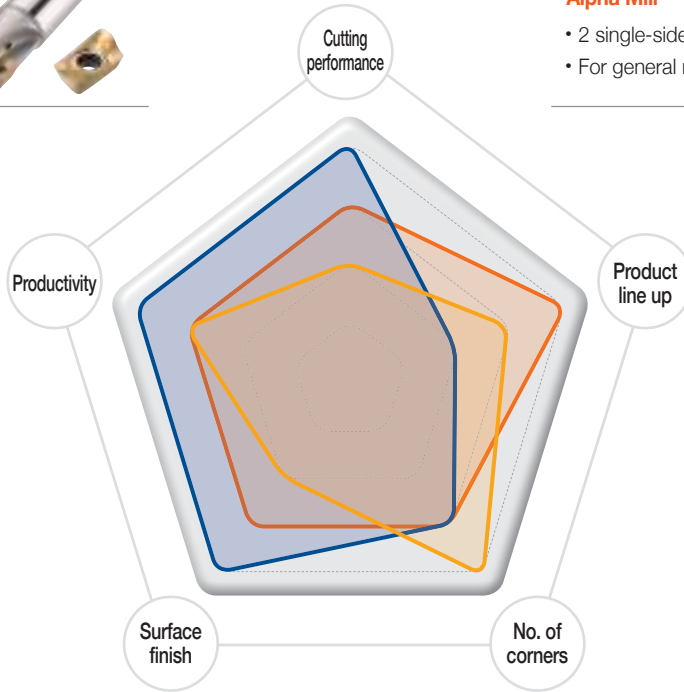 Alpha Mill
• 2 single-side
• For general
Cutting
performance
Productivity
Product
line up
Surface
finish
No. of
corners